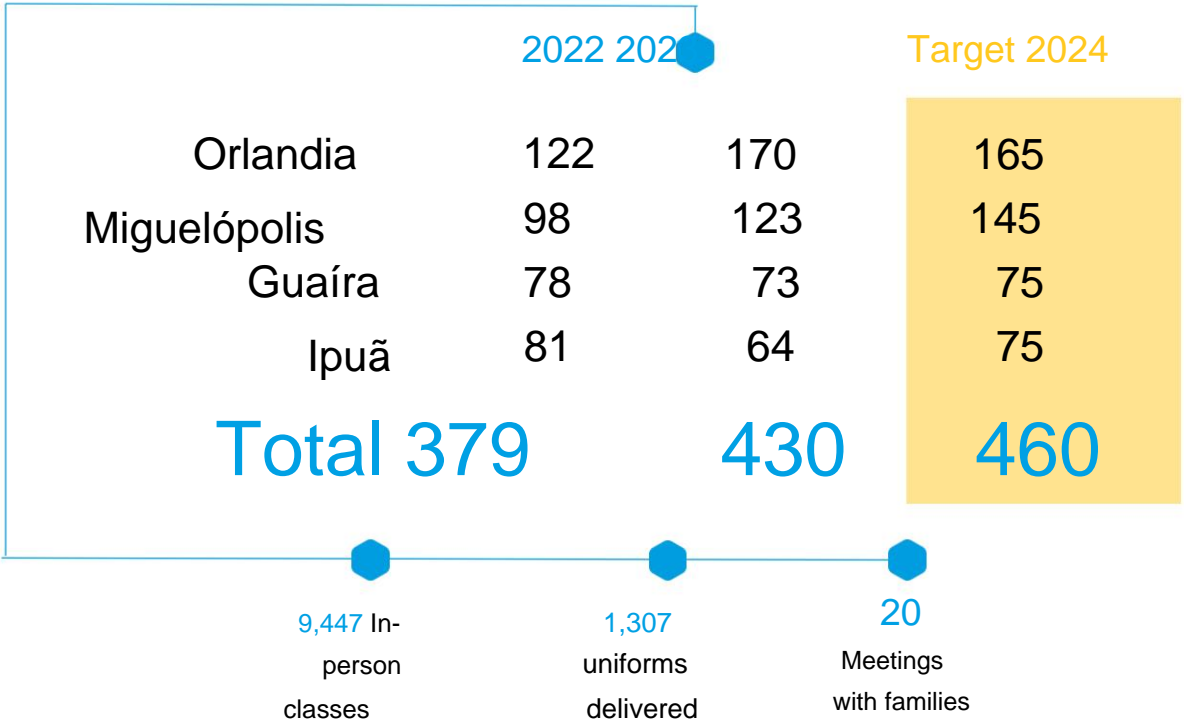 2022 202 Target 2024
Orlandia 122 170 165
Miguelópolis 98 123 145
Guaíra 78 73 75
Ipuã 81 64 75
Total 379 430 460
9,447 In-
person
classes
1,307
uniforms
delivered
20
Meetings
with families